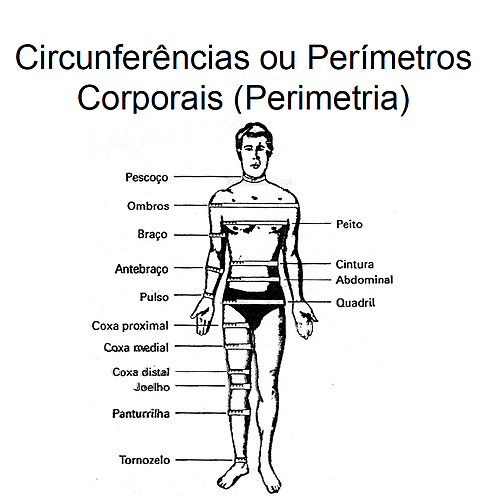 Circunferências ou Perímetros
Corporais (Perimetria)
Pescoço
Ombros
Peito
Braço
Cintura
Antebraço
Abdominal
Pulso
Quadril
Coxa proximal
Coxa medial
Coxa distal
Joelho
Panturrilha
Tornozelo